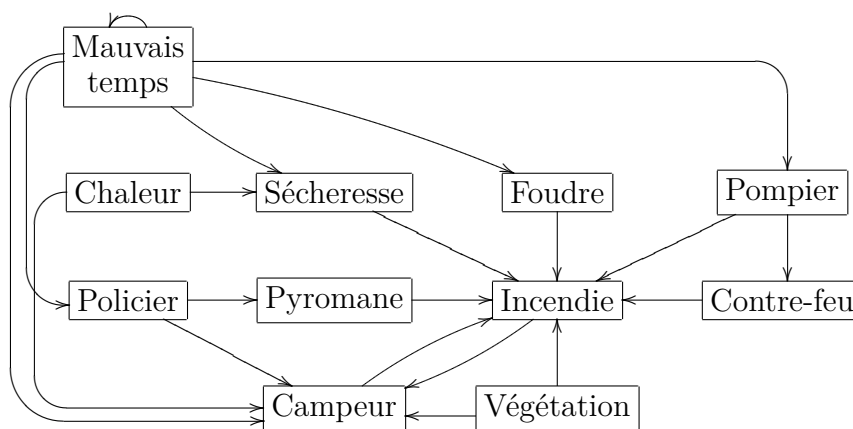 Mauvais
temps
Chaleur
Sécheresse
Foudre
Pompier
Policier
Pyromane
Incendie
Contre-feu
Campeur
Végétation